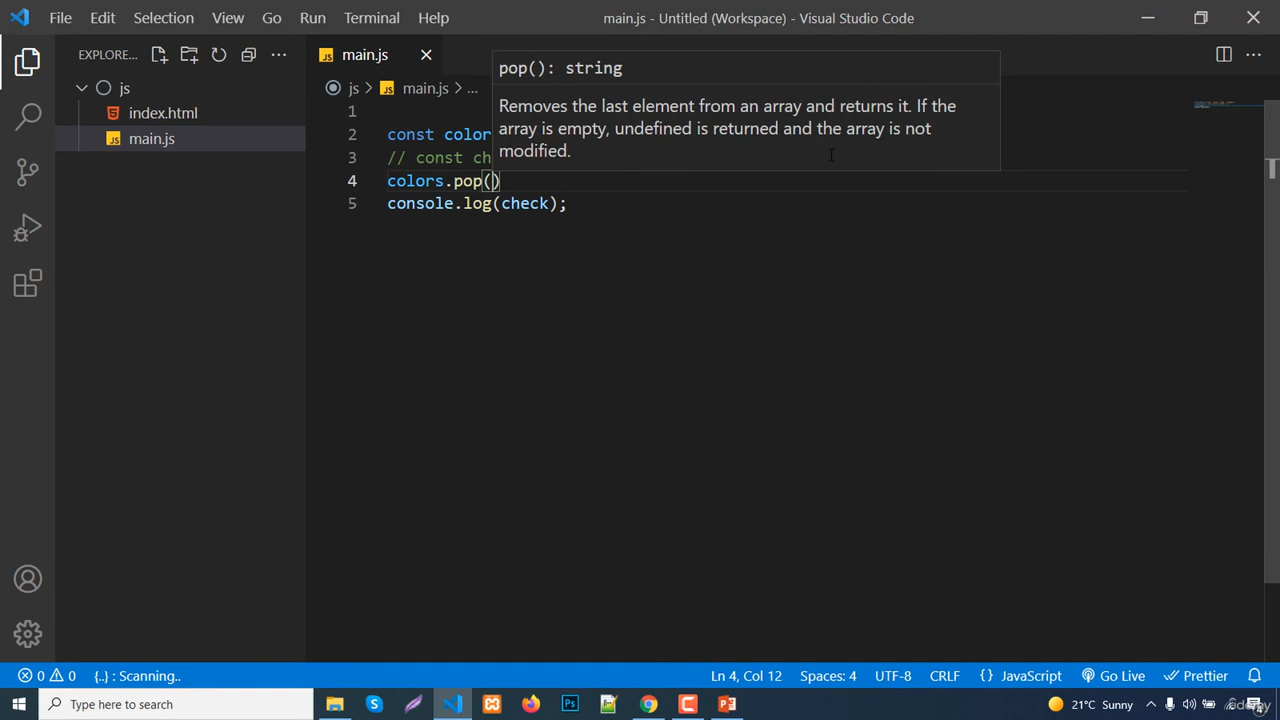 File Edit Selection View Go Run Terminal Help
main.js - Untitled (Workspace) - Visual Studio Code
EXPLORE...
js
index.html
main.js
main.js
js > main.js > ...
pop(): string
Removes the last element from an array and returns it. If the
array is empty, undefined is returned and the array is not
modified.
1
2 const color
3 // const ch
4 colors.pop()
5 console.log(check);
0 0 {..} : Scanning..
Ln 4, Col 12 Spaces: 4 UTF-8 CRLF {} JavaScript Go Live Prettier
Type here to search
21°C Sunny
Udemy